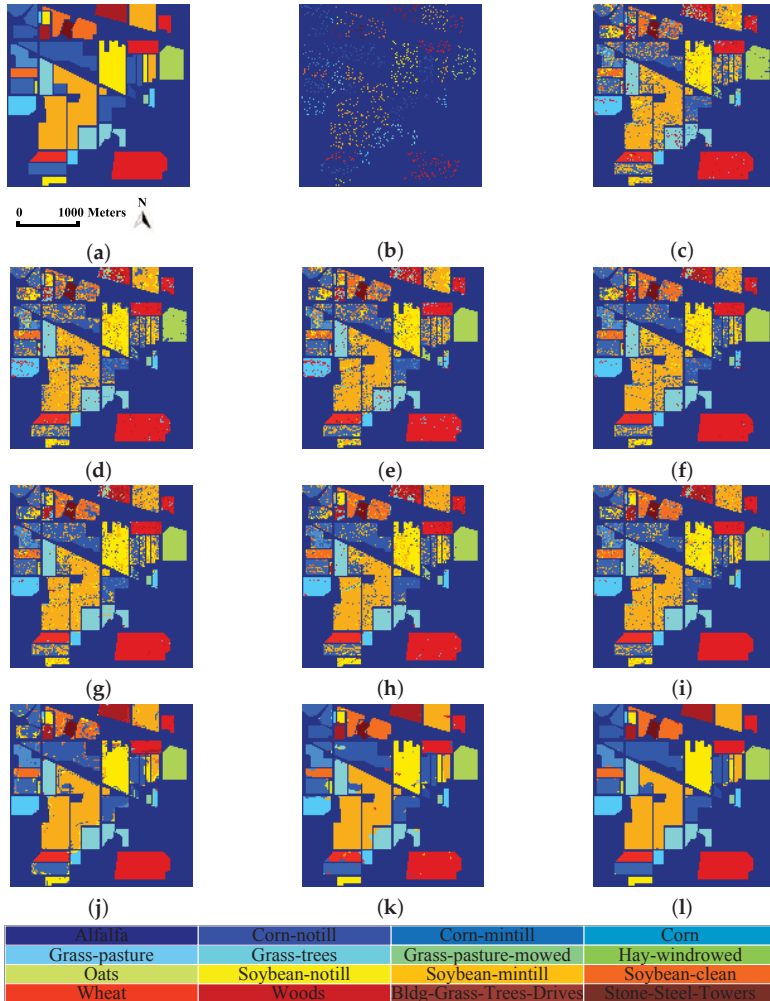 N
0 1000 Meters
(a) (b) (c)
(d) (e) (f)
(g) (h) (i)
(j) (k) (l)
Alfalfa Corn-notill Corn-mintill Corn
Grass-pasture Grass-trees Grass-pasture-mowed Hay-windrowed
Oats Soybean-notill Soybean-mintill Soybean-clean
Wheat Woods Bldg-Grass-Trees-Drives Stone-Steel-Towers